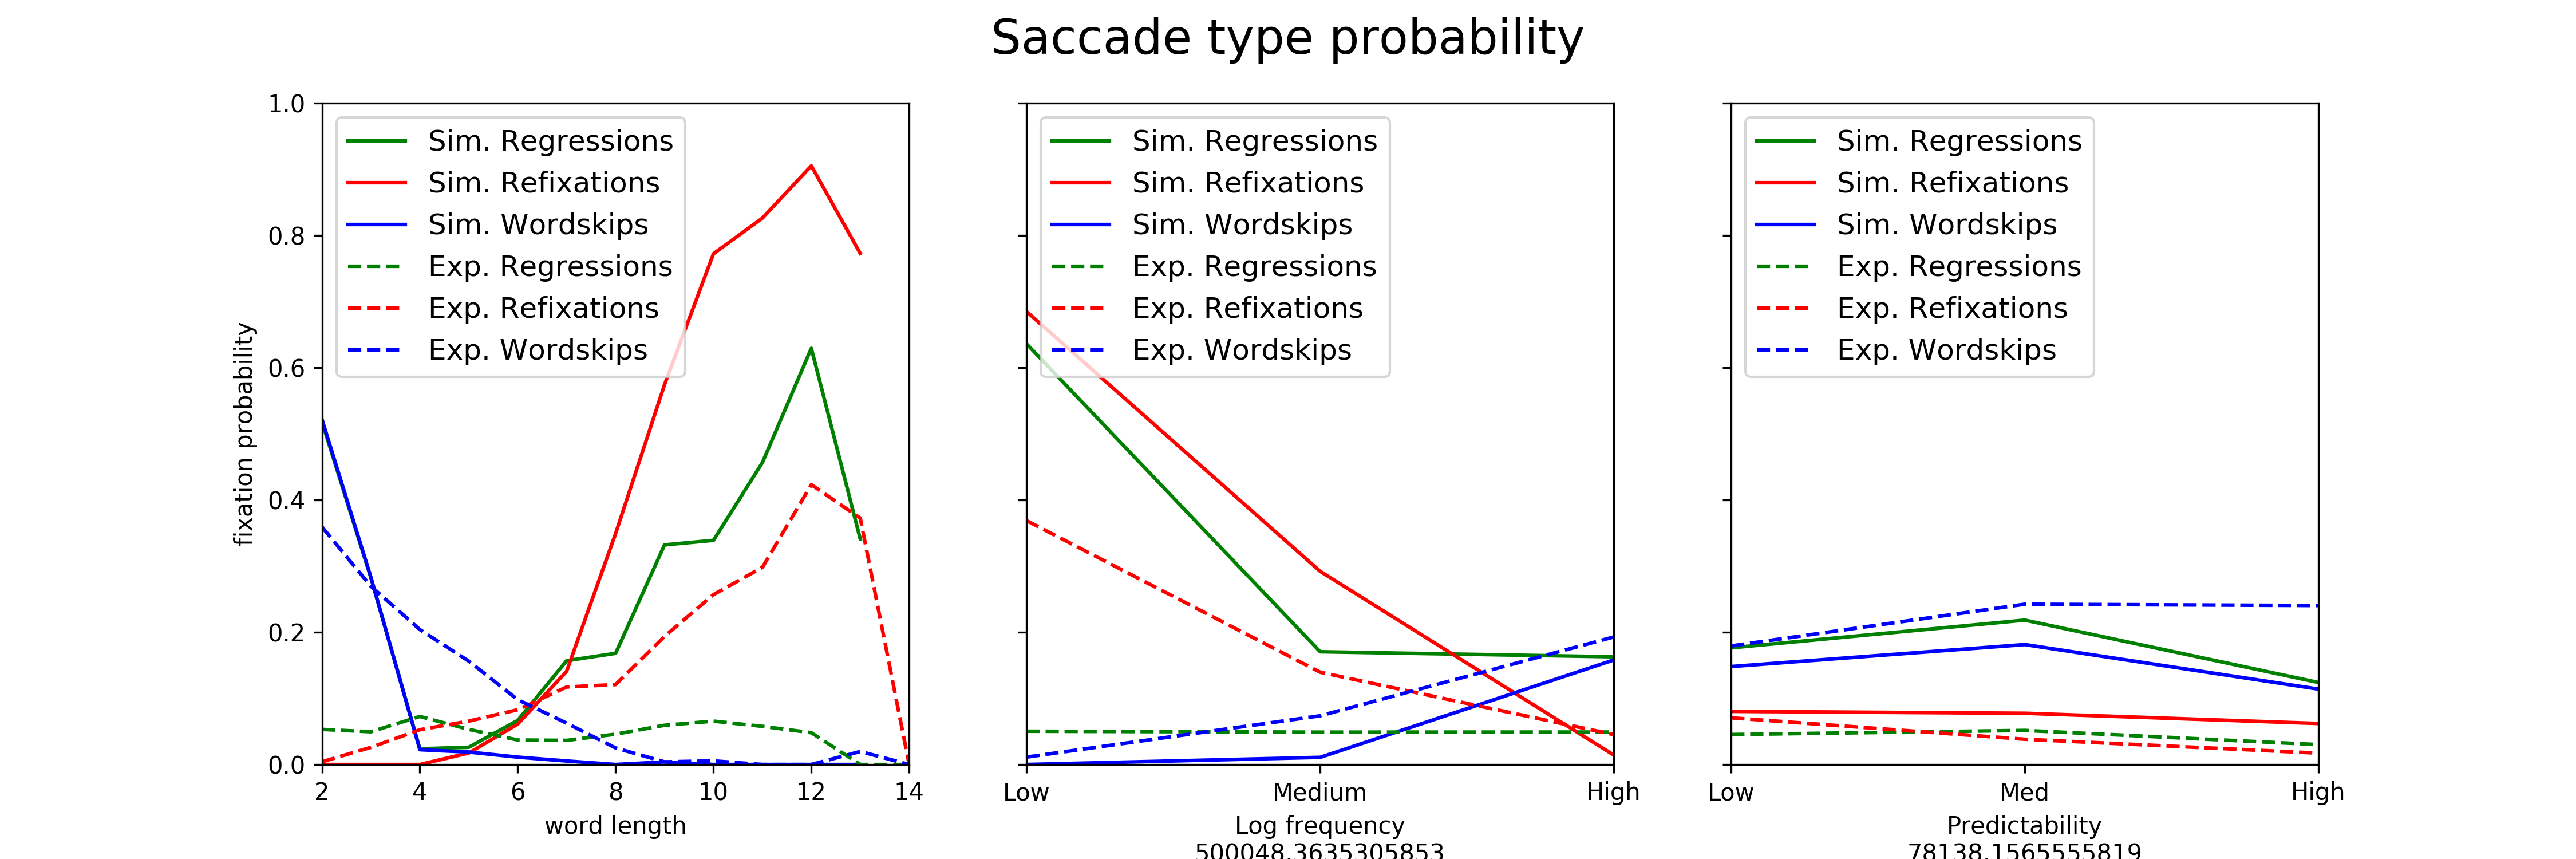 Saccade type probability
fixation probability
1.0
0.8
0.6
0.4
0.2
0.0
Sim. Regressions
Sim. Refixations
Sim. Wordskips
Exp. Regressions
Exp. Refixations
Exp. Wordskips
2 4 6 8 10 12 14
word length
Sim. Regressions
Sim. Refixations
Sim. Wordskips
Exp. Regressions
Exp. Refixations
Exp. Wordskips
Low Medium High
Log frequency
500048.3635305853
Sim. Regressions
Sim. Refixations
Sim. Wordskips
Exp. Regressions
Exp. Refixations
Exp. Wordskips
Low Med High
Predictability
78138.1565555819